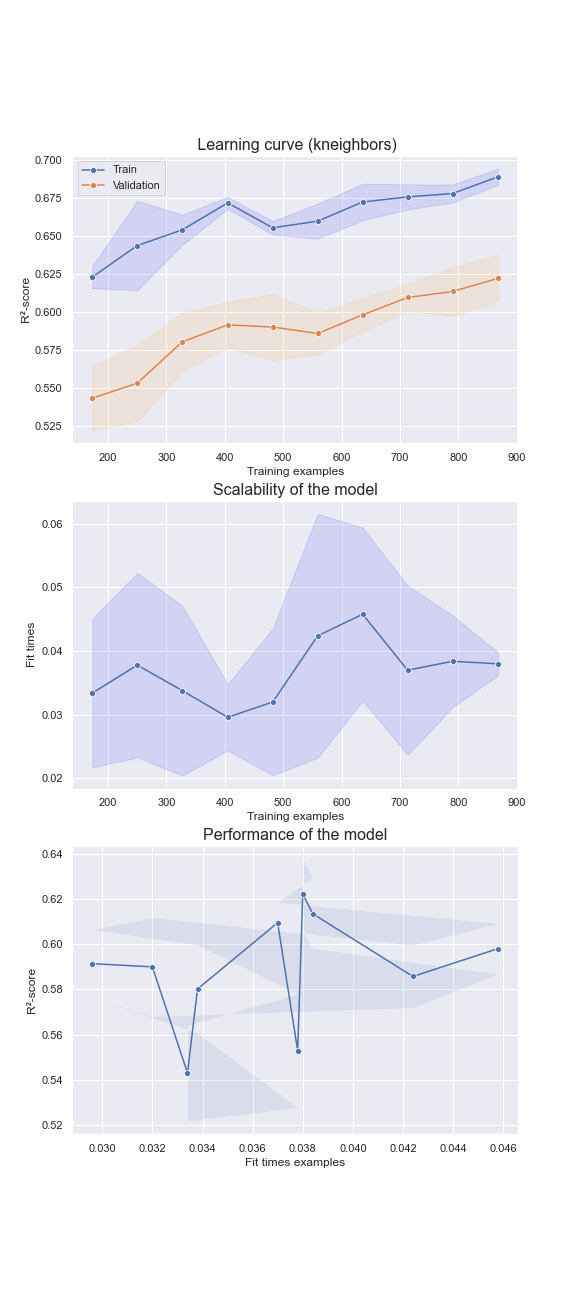 Learning curve (kneighbors)
0.700
0.675
0.650
0.625
0.600
0.575
0.550
0.525
R²-score
Train
Validation
200 300 400 500 600 700 800 900
Training examples
Scalability of the model
0.06
0.05
0.04
0.03
0.02
Fit times
200 300 400 500 600 700 800 900
Training examples
Performance of the model
0.64
0.62
0.60
0.58
0.56
0.54
0.52
R²-score
0.030 0.032 0.034 0.036 0.038 0.040 0.042 0.044 0.046
Fit times examples